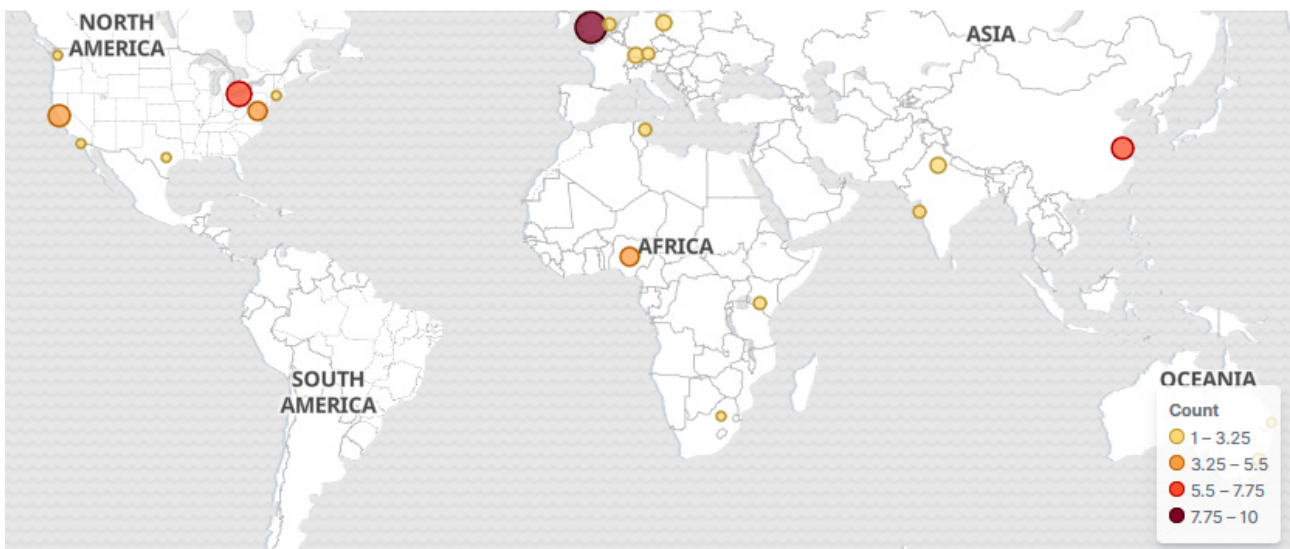 NORTH
AMERICA
ASIA
AFRICA
SOUTH
AMERICA
OCEANIA
Count
1 – 3.25
3.25 – 5.5
5.5 – 7.75
7.75 – 10